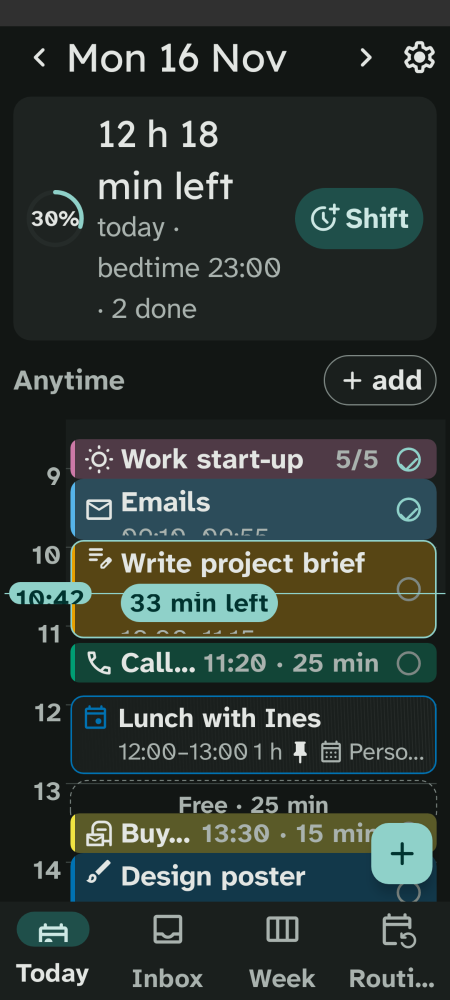 Mon 16 Nov
12 h 18
min left
30%
today ·
bedtime 23:00
· 2 done
Shift
Anytime
+ add
Work start-up 5/5
9
Emails
10
Write project brief
10:42
33 min left
11
Call... 11:20 · 25 min
12
Lunch with Ines
12:00–13:00 1 h Perso...
13
Free · 25 min
Buy... 13:30 · 15 min
14
Design poster
Today
Inbox
Week
Routi...